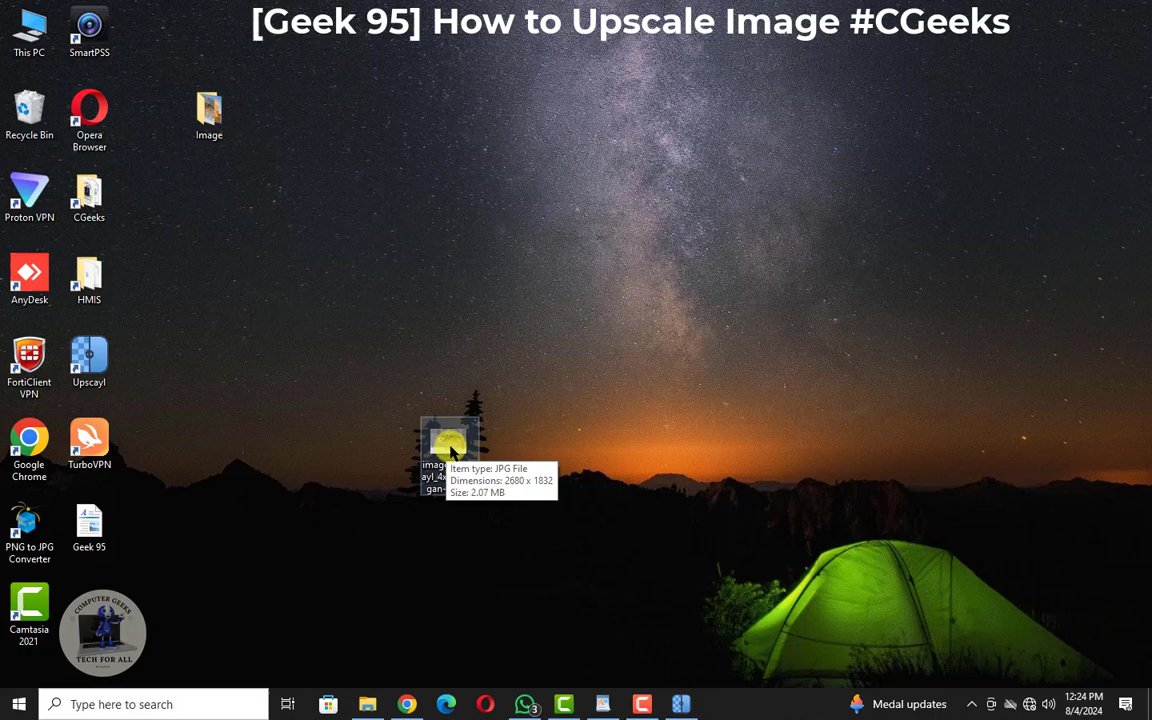 [Geek 95] How to Upscale Image #CGeeks
This PC
SmartPSS
Recycle Bin
Opera
Browser
Image
Proton VPN
CGeeks
AnyDesk
HMIS
FortiClient
VPN
Upscayl
Google
Chrome
TurboVPN
Item type: JPG File
Dimensions: 2680 x 1832
Size: 2.07 MB
PNG to JPG
Converter
Geek 95
Camtasia
2021
COMPUTER GEEKS
TECH FOR ALL
Type here to search
3
Medal updates
12:24 PM
8/4/2024